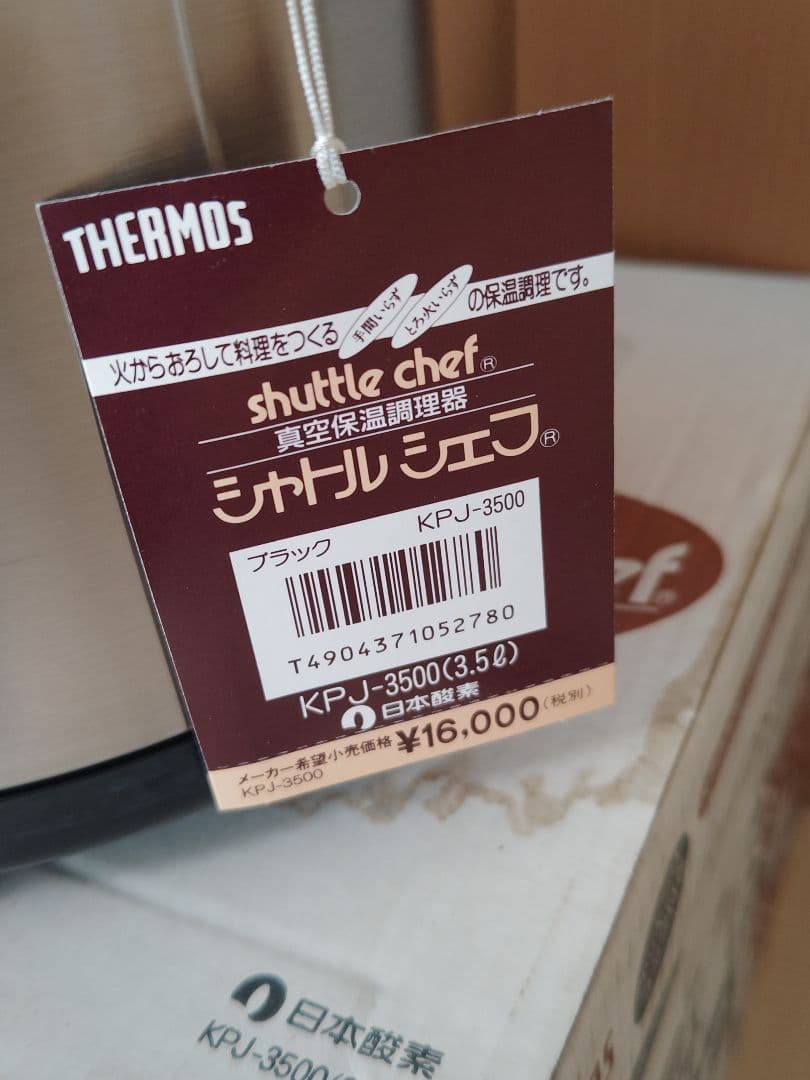 THERMOS
火からおろして料理をつくる 手間いらず とろ火いらず の保温調理です。
shuttle chef®
真空保温調理器
シャトルシェフ®
ブラック KPJ-3500
T4904371052780
KPJ-3500(3.5ℓ)
日本酸素
メーカー希望小売価格 ¥16,000(税別)
KPJ-3500
ef®
日本酸素
KPJ-3500